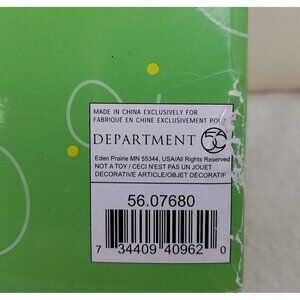 MADE IN CHINA EXCLUSIVELY FOR
FABRIQUÉ EN CHINE EXCLUSIVEMENT POUR
DEPARTMENT 56
Eden Prairie MN 55344, USA/All Rights Reserved
NOT A TOY / CECI N'EST PAS UN JOUET
DECORATIVE ARTICLE/OBJET DÉCORATIF
56.07680
7 34409 40962 0